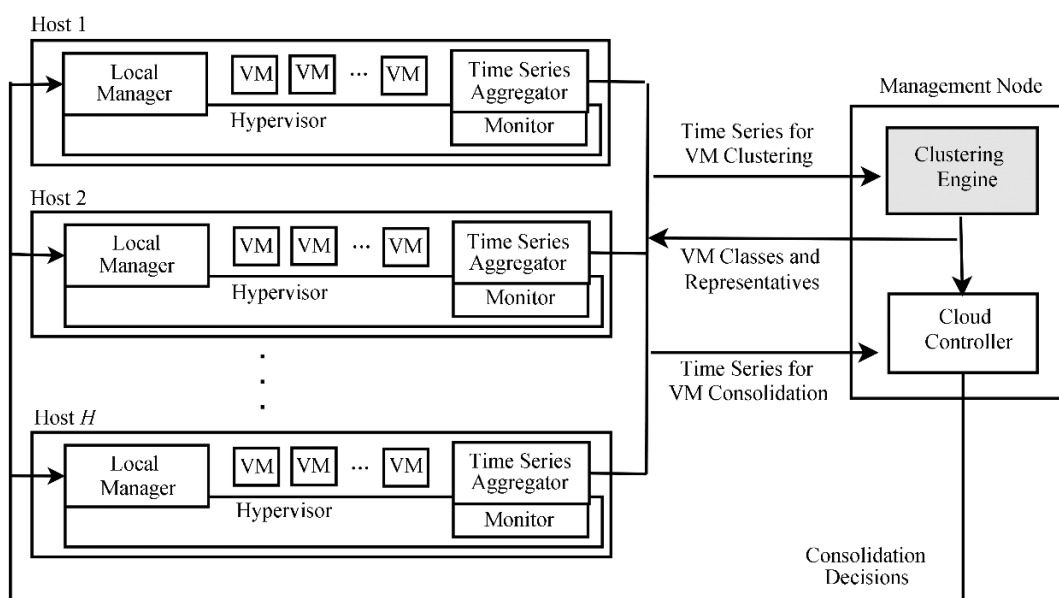 Host 1
Local
Manager
VM VM ... VM
Time Series
Aggregator
Hypervisor
Monitor
Host 2
Local
Manager
VM VM ... VM
Time Series
Aggregator
Hypervisor
Monitor
Host H
Local
Manager
VM VM ... VM
Time Series
Aggregator
Hypervisor
Monitor
Time Series for
VM Clustering
VM Classes and
Representatives
Time Series for
VM Consolidation
Management Node
Clustering
Engine
Cloud
Controller
Consolidation
Decisions